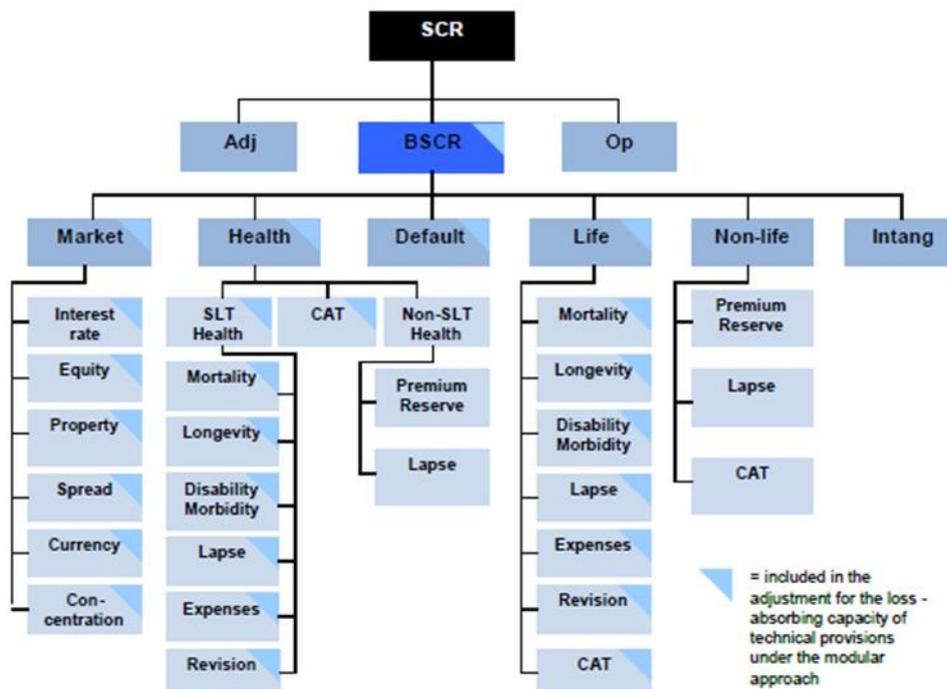 SCR
Adj
BSCR
Op
Market
Health
Default
Life
Non-life
Intang
Interest
rate
Equity
Property
Spread
Currency
Con-
centration
SLT
Health
CAT
Non-SLT
Health
Mortality
Longevity
Disability
Morbidity
Lapse
Expenses
Revision
Premium
Reserve
Lapse
Mortality
Longevity
Disability
Morbidity
Lapse
Expenses
Revision
CAT
Premium
Reserve
Lapse
CAT
= included in the
adjustment for the loss -
absorbing capacity of
technical provisions
under the modular
approach